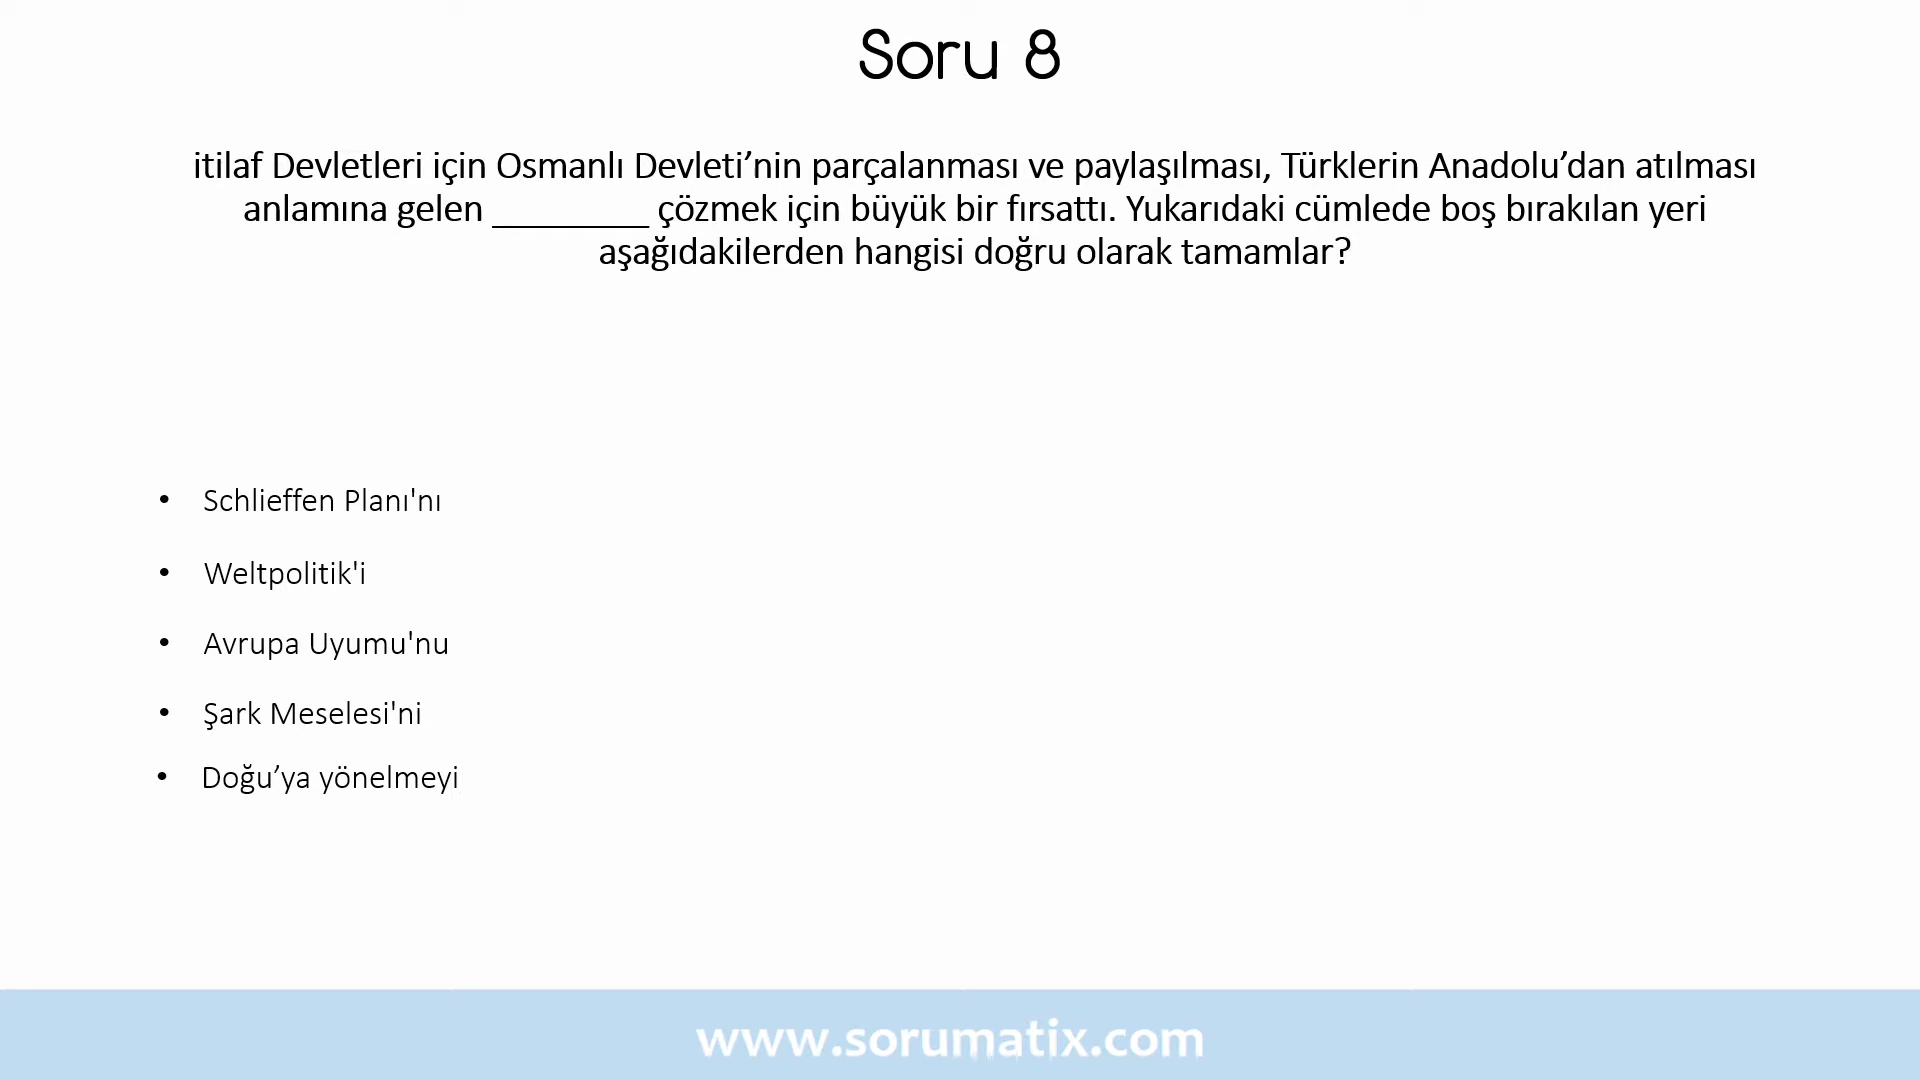 Soru 8
itilaf Devletleri için Osmanlı Devleti’nin parçalanması ve paylaşılması, Türklerin Anadolu’dan atılması
anlamına gelen ________ çözmek için büyük bir fırsattı. Yukarıdaki cümlede boş bırakılan yeri
aşağıdakilerden hangisi doğru olarak tamamlar?
• Schlieffen Planı'nı
• Weltpolitik'i
• Avrupa Uyumu'nu
• Şark Meselesi'ni
• Doğu’ya yönelmeyi
www.sorumatix.com